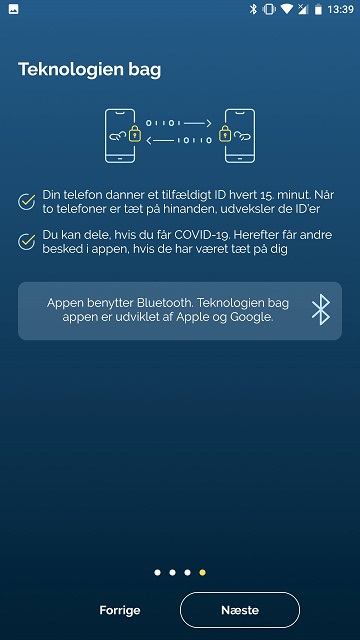 13:39
Teknologien bag
01101
10110
Din telefon danner et tilfældigt ID hvert 15. minut. Når
to telefoner er tæt på hinanden, udveksler de ID'er
Du kan dele, hvis du får COVID-19. Herefter får andre
besked i appen, hvis de har været tæt på dig
Appen benytter Bluetooth. Teknologien bag
appen er udviklet af Apple og Google.
Forrige
Næste